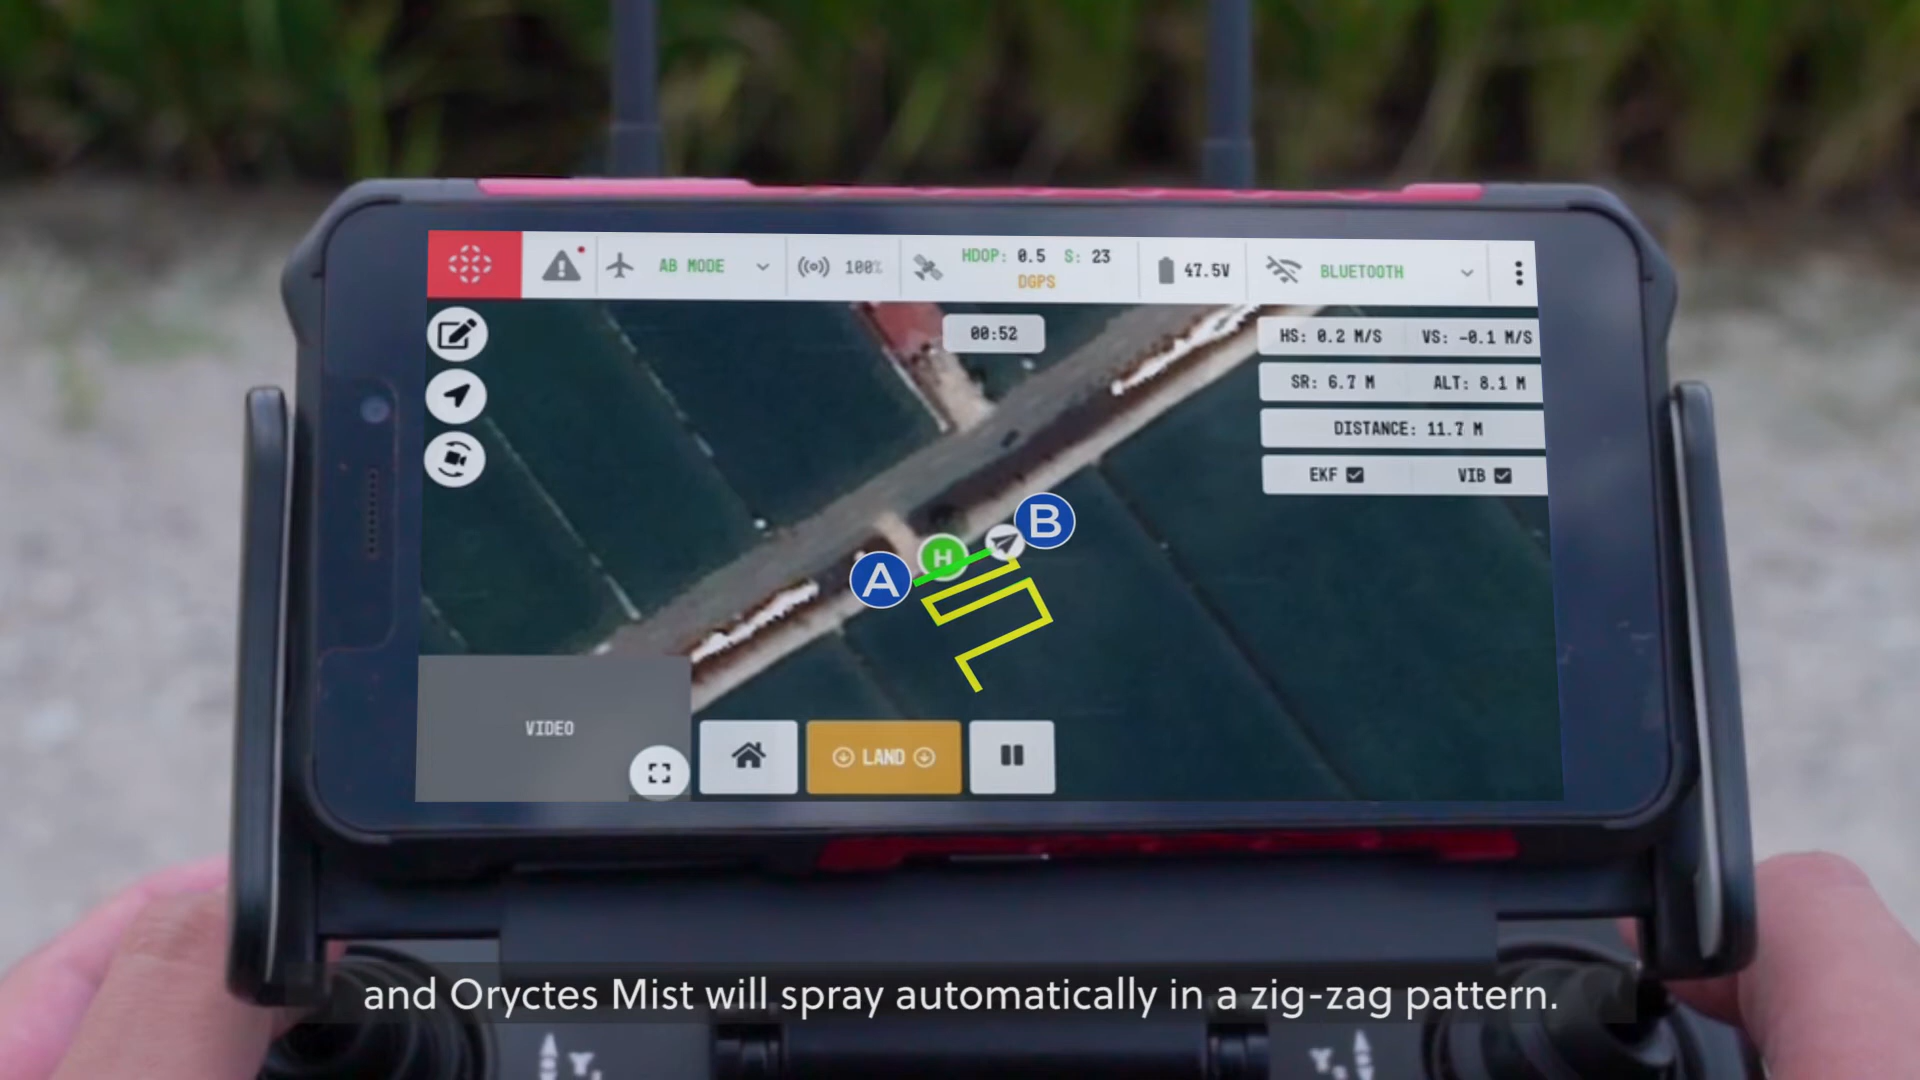 AB MODE
100%
HDOP: 0.5 S: 23
DGPS
47.5V
BLUETOOTH
00:52
HS: 0.2 M/S VS: -0.1 M/S
SR: 6.7 M ALT: 8.1 M
DISTANCE: 11.7 M
EKF VIB
B
H
A
VIDEO
LAND
and Oryctes Mist will spray automatically in a zig-zag pattern.